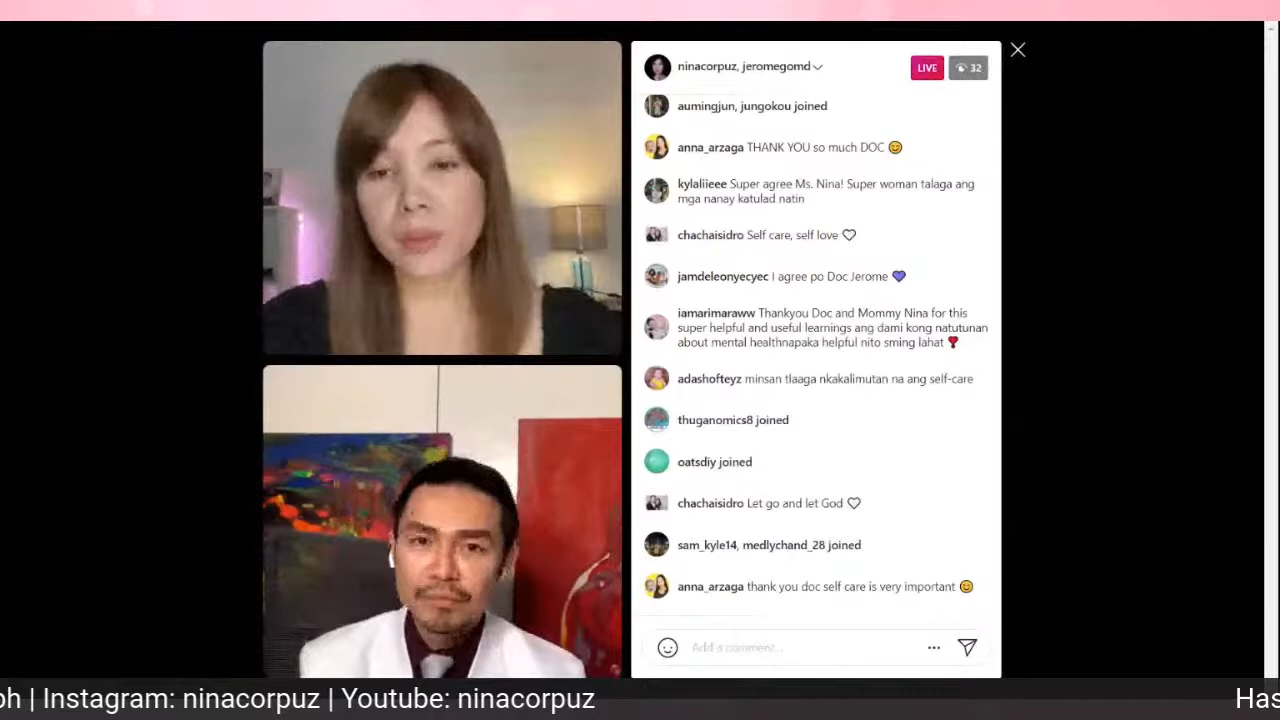 ninacorpuz, jeromegomd
LIVE
32
aumingjun, jungokou joined
anna_arzaga THANK YOU so much DOC 😊
kylaliieee Super agree Ms. Nina! Super woman talaga ang
mga nanay katulad natin
chachaisidro Self care, self love ♡
jamdeleonyecyec I agree po Doc Jerome 💜
iamarimaraww Thankyou Doc and Mommy Nina for this
super helpful and useful learnings ang dami kong natutunan
about mental healthnapaka helpful nito sming lahat ❣
adashofteyz minsan tlaaga nkakalimutan na ang self-care
thuganomics8 joined
oatsdiy joined
chachaisidro Let go and let God ♡
sam_kyle14, medlychand_28 joined
anna_arzaga thank you doc self care is very important 😊
Add a comment...
ph | Instagram: ninacorpuz | Youtube: ninacorpuz
Has